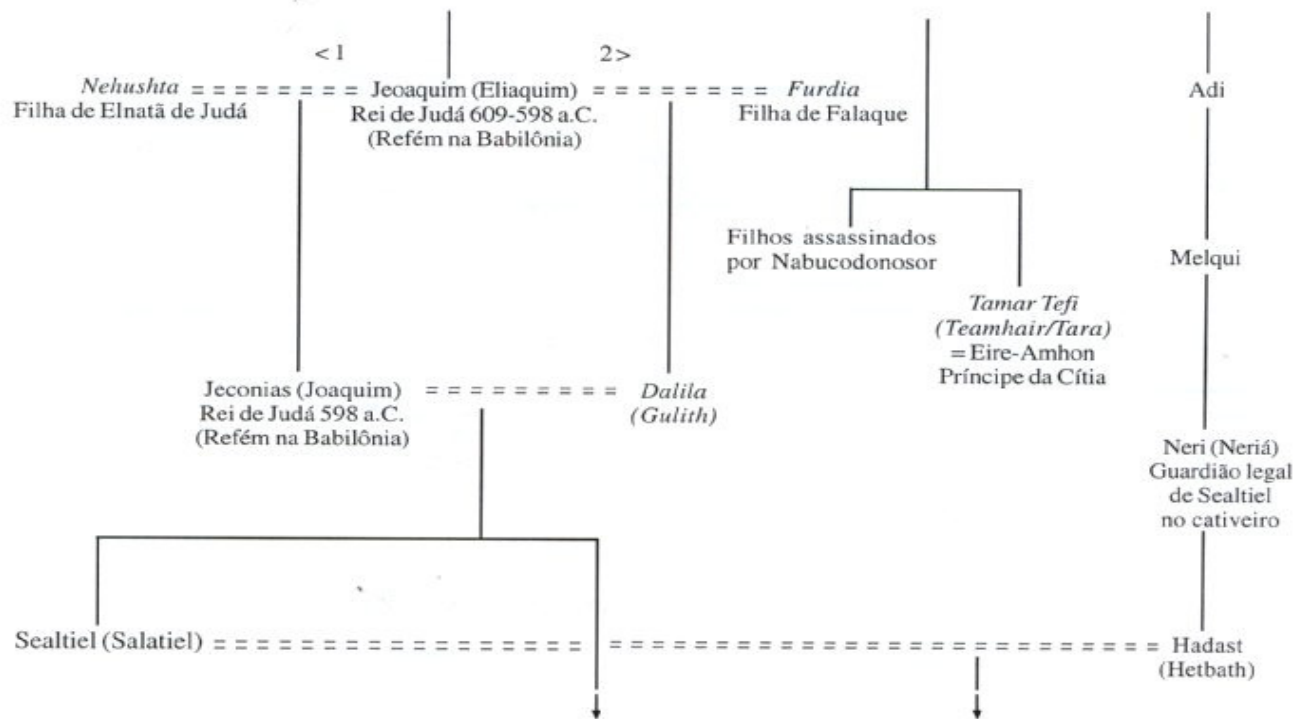 <1 2>
Nehushta = = = = = = = = = Jeoaquim (Eliaquim) = = = = = = = = = = Furdia
Filha de Elnatã de Judá
Rei de Judá 609-598 a.C.
(Refém na Babilônia)
Filha de Falaque
Adi
Filhos assassinados
por Nabucodonosor
Melqui
Tamar Tefi
(Teamhair/Tara)
= Eire-Amhon
Príncipe da Cítia
Jeconias (Joaquim) = = = = = = = = = Dalila
Rei de Judá 598 a.C.
(Refém na Babilônia)
(Gulith)
Neri (Neriá)
Guardião legal
de Sealtiel
no cativeiro
Sealtiel (Salatiel) = = = = = = = = = = = = = = = = = = = = = = = = = = = = = = = = = = = = Hadast
(Hetbath)